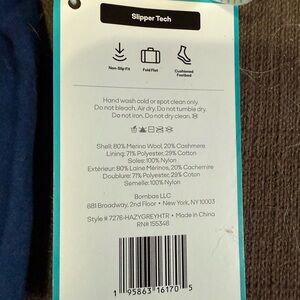 Slipper Tech
Non-Slip Fit
Fold Flat
Cushioned
Footbed
Hand wash cold or spot clean only.
Do not bleach. Air dry. Do not tumble dry.
Do not iron. Do not dry clean.
Shell: 80% Merino Wool, 20% Cashmere
Lining: 71% Polyester, 29% Cotton
Soles: 100% Nylon
Extérieur: 80% Laine Mérinos, 20% Cachemire
Doublure: 71% Polyester, 29% Coton
Semelle: 100% Nylon
Bombas LLC
881 Broadway, 2nd Floor • New York, NY 10003
Style # 7276-HAZYGREYHTR • Made in China
RN# 155348
1 95863 16170 5